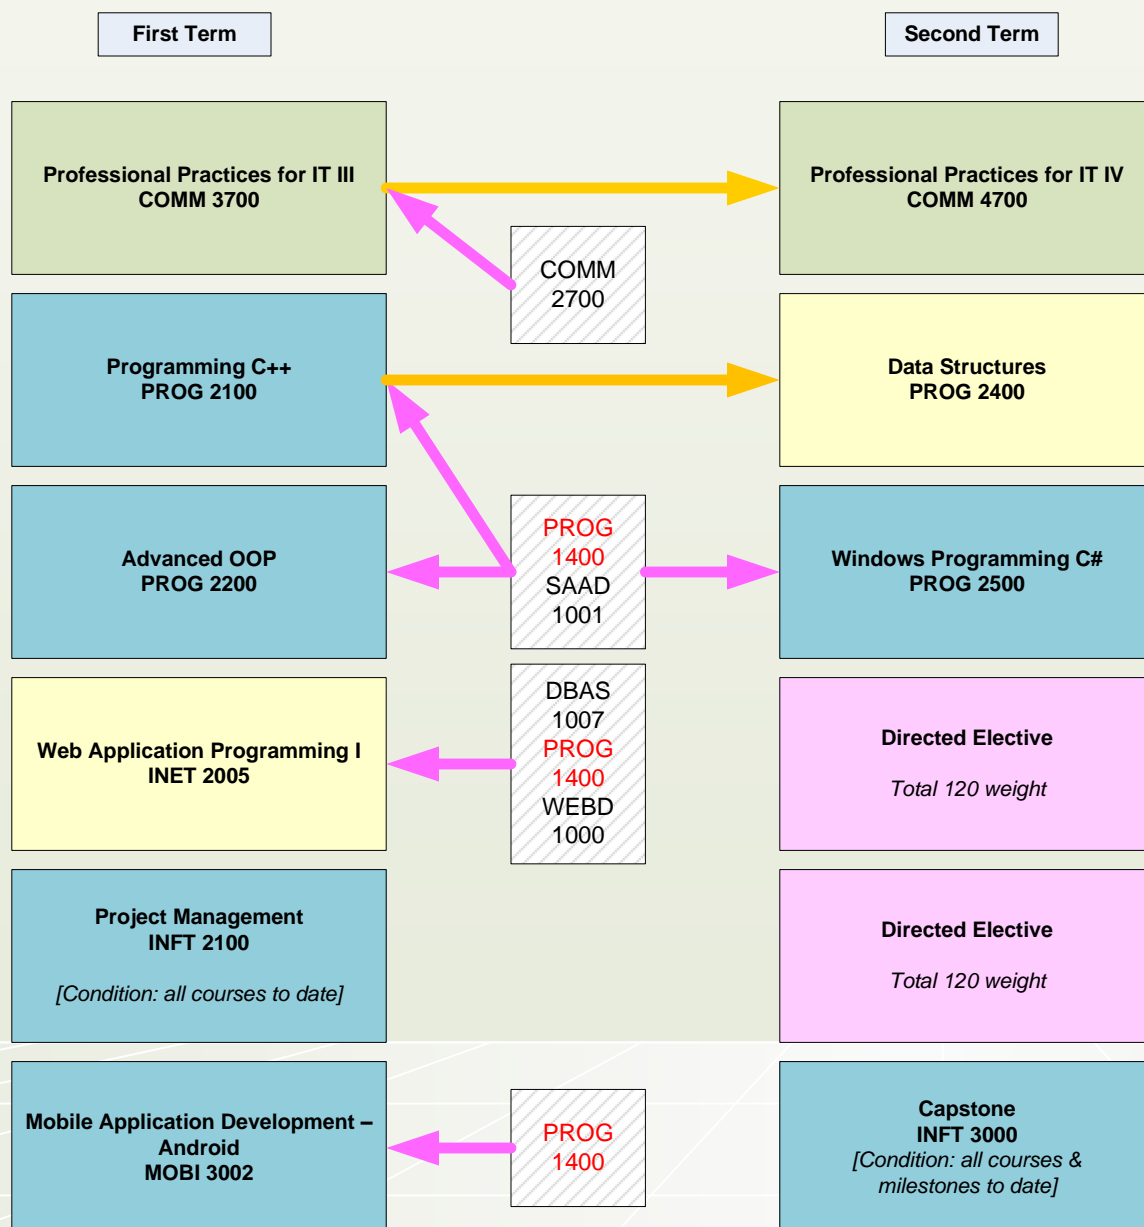 First Term
Second Term
Professional Practices for IT III
COMM 3700
Professional Practices for IT IV
COMM 4700
COMM
2700
Programming C++
PROG 2100
Data Structures
PROG 2400
Advanced OOP
PROG 2200
PROG
1400
SAAD
1001
Windows Programming C#
PROG 2500
Web Application Programming I
INET 2005
DBAS
1007
PROG
1400
WEBD
1000
Directed Elective
Total 120 weight
Project Management
INFT 2100
[Condition: all courses to date]
Directed Elective
Total 120 weight
Mobile Application Development –
Android
MOBI 3002
PROG
1400
Capstone
INFT 3000
[Condition: all courses &
milestones to date]